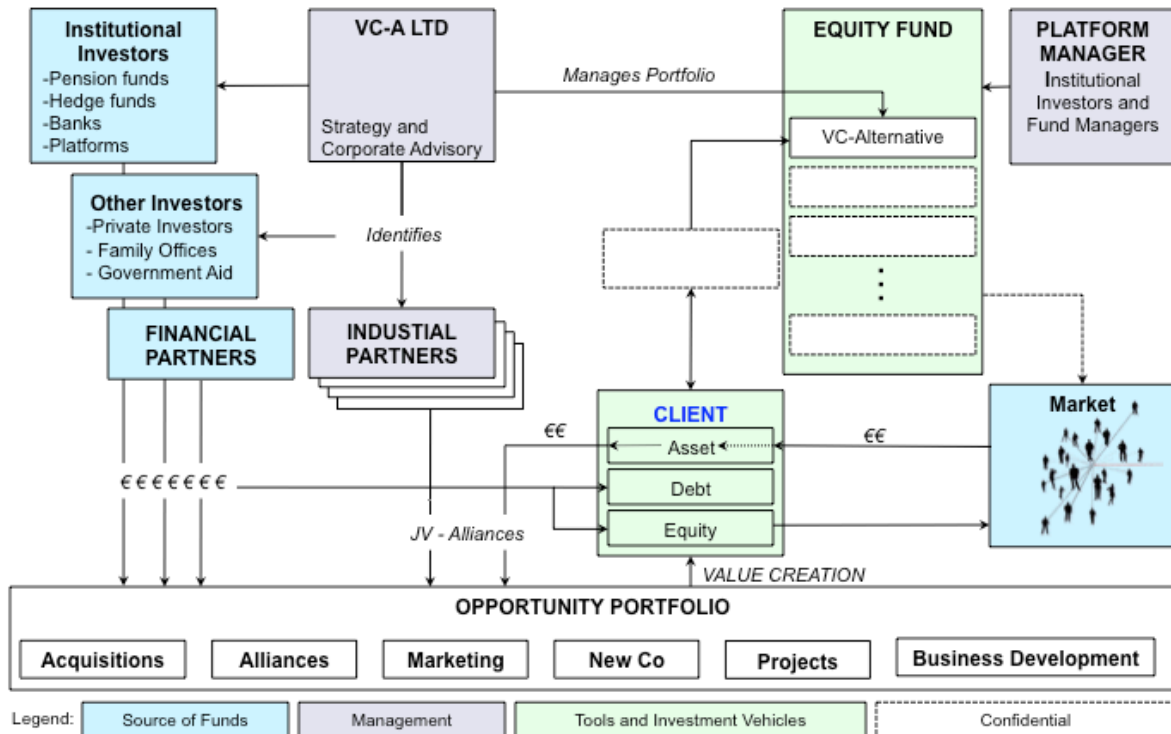 Institutional
Investors
-Pension funds
-Hedge funds
-Banks
-Platforms
VC-A LTD
Strategy and
Corporate Advisory
Manages Portfolio
EQUITY FUND
VC-Alternative
PLATFORM
MANAGER
Institutional
Investors and
Fund Managers
Other Investors
-Private Investors
- Family Offices
- Government Aid
Identifies
FINANCIAL
PARTNERS
INDUSTIAL
PARTNERS
CLIENT
Asset
Debt
Equity
€€
€€
Market
€ € € € € € €
JV - Alliances
VALUE CREATION
OPPORTUNITY PORTFOLIO
Acquisitions
Alliances
Marketing
New Co
Projects
Business Development
Legend:
Source of Funds
Management
Tools and Investment Vehicles
Confidential